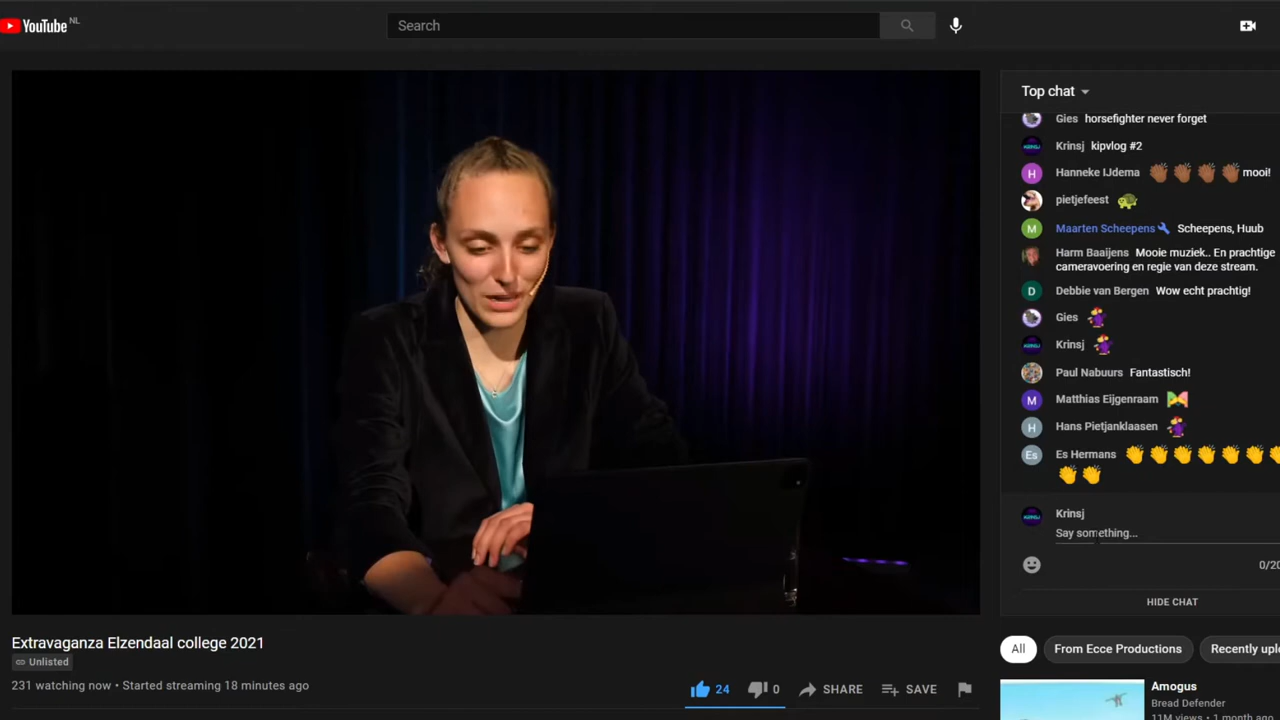 YouTube NL
Search
Top chat
Gies horsefighter never forget
Krinsj kipvlog #2
Hanneke IJdema 👏🏾👏🏾👏🏾👏🏾 mooi!
pietjefeest 🐢
Maarten Scheepens Scheepens, Huub
Harm Baaijens Mooie muziek.. En prachtige
cameravoering en regie van deze stream.
Debbie van Bergen Wow echt prachtig!
Gies
Krinsj
Paul Nabuurs Fantastisch!
Matthias Eijgenraam
Hans Pietjanklaasen
Es Hermans 👏👏👏👏👏👏👏
👏👏
Krinsj
Say something...
0/20
HIDE CHAT
Extravaganza Elzendaal college 2021
Unlisted
231 watching now • Started streaming 18 minutes ago
24 0 SHARE SAVE
All From Ecce Productions Recently uplo
Amogus
Bread Defender
11M views • 1 month ago